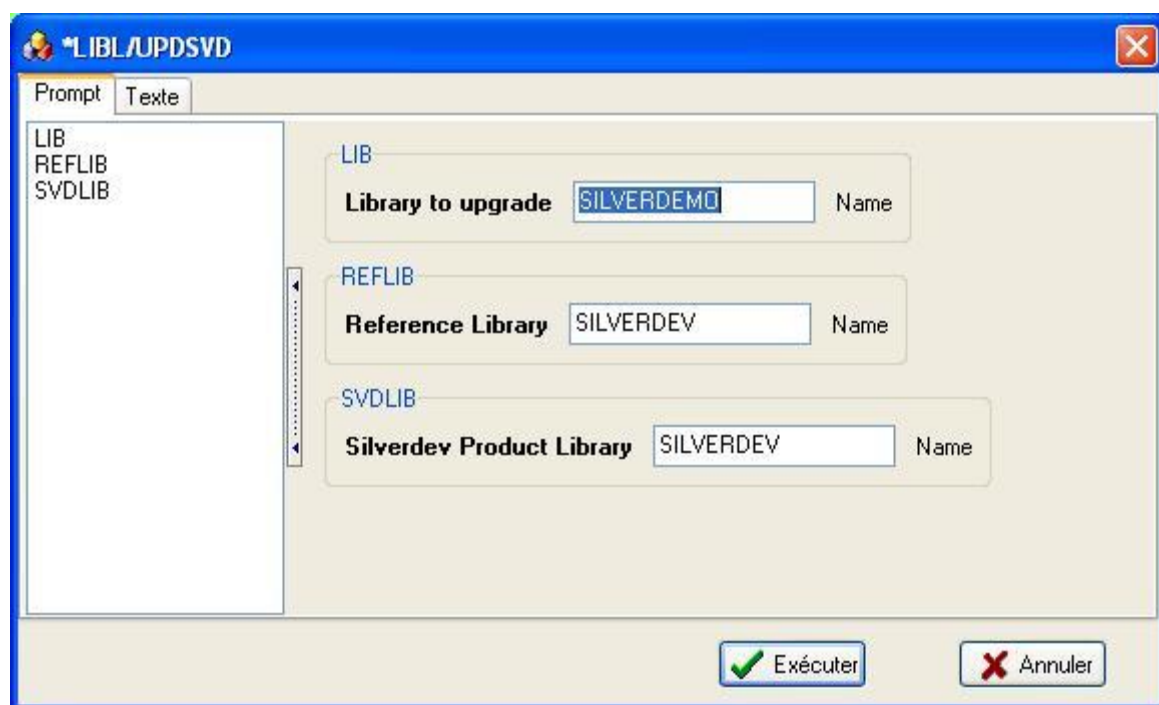 *LIBL/UPDSVD
Prompt Texte
LIB
REFLIB
SVDLIB
LIB
Library to upgrade SILVERDEMO Name
REFLIB
Reference Library SILVERDEV Name
SVDLIB
Silverdev Product Library SILVERDEV Name
Exécuter Annuler